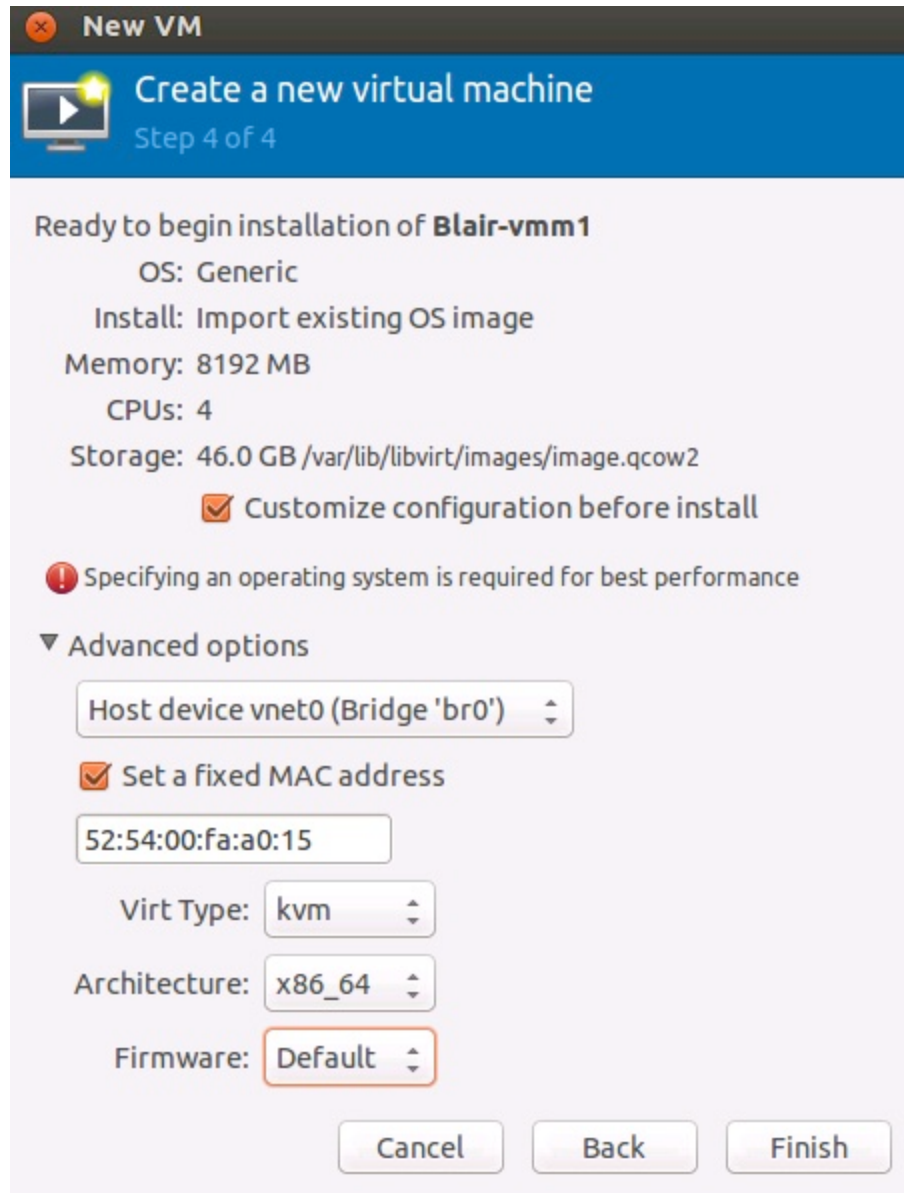 New VM
Create a new virtual machine
Step 4 of 4
Ready to begin installation of Blair-vmm1
OS: Generic
Install: Import existing OS image
Memory: 8192 MB
CPUs: 4
Storage: 46.0 GB /var/lib/libvirt/images/image.qcow2
Customize configuration before install
Specifying an operating system is required for best performance
Advanced options
Host device vnet0 (Bridge 'br0')
Set a fixed MAC address
52:54:00:fa:a0:15
Virt Type: kvm
Architecture: x86_64
Firmware: Default
Cancel Back Finish